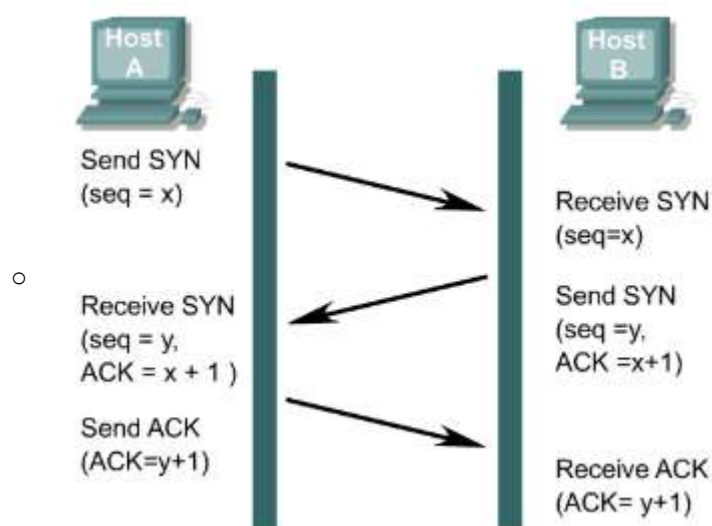 Host
A
Host
B
Send SYN
(seq = x)
Receive SYN
(seq=x)
Receive SYN
(seq = y,
ACK = x + 1 )
Send SYN
(seq =y,
ACK =x+1)
Send ACK
(ACK=y+1)
Receive ACK
(ACK= y+1)